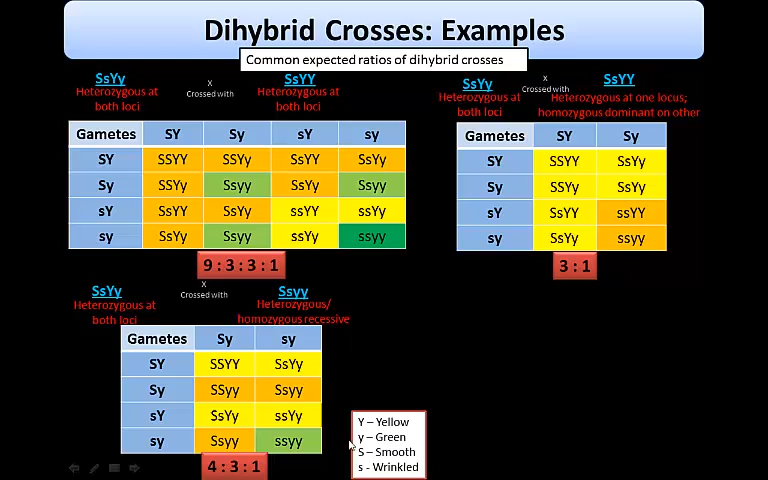 Dihybrid Crosses: Examples
Common expected ratios of dihybrid crosses
SsYy
Heterozygous at
both loci
X
Crossed with
SsYY
Heterozygous at
both loci
Gametes SY Sy sY sy
SY SSYY SSYy SsYY SsYy
Sy SSYy Ssyy SsYy Ssyy
sY SsYY SsYy ssYY ssYy
sy SsYy Ssyy ssYy ssyy
9 : 3 : 3 : 1
SsYy
Heterozygous at
both loci
X
Crossed with
SsYY
Heterozygous at one locus;
homozygous dominant on other
Gametes SY Sy
SY SSYY SsYy
Sy SSYy SsYy
sY SsYY ssYY
sy SsYy ssyy
3 : 1
SsYy
Heterozygous at
both loci
X
Crossed with
Ssyy
Heterozygous/
homozygous recessive
Gametes Sy sy
SY SSYY SsYy
Sy SSyy Ssyy
sY SsYy ssYy
sy Ssyy ssyy
4 : 3 : 1
Y – Yellow
y – Green
S – Smooth
s - Wrinkled